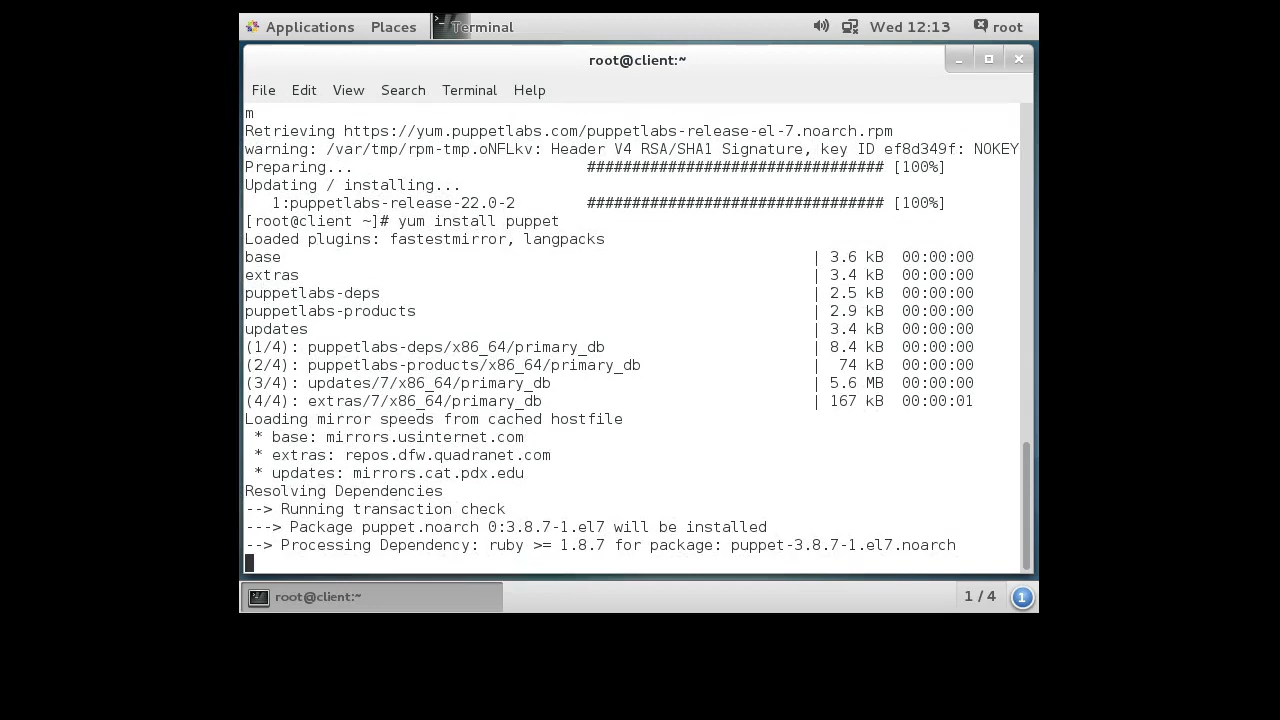 Applications Places Terminal Wed 12:13 root
root@client:~
File Edit View Search Terminal Help
m
Retrieving https://yum.puppetlabs.com/puppetlabs-release-el-7.noarch.rpm
warning: /var/tmp/rpm-tmp.oNFLkv: Header V4 RSA/SHA1 Signature, key ID ef8d349f: NOKEY
Preparing... ################################# [100%]
Updating / installing...
1:puppetlabs-release-22.0-2 ################################# [100%]
[root@client ~]# yum install puppet
Loaded plugins: fastestmirror, langpacks
base | 3.6 kB 00:00:00
extras | 3.4 kB 00:00:00
puppetlabs-deps | 2.5 kB 00:00:00
puppetlabs-products | 2.9 kB 00:00:00
updates | 3.4 kB 00:00:00
(1/4): puppetlabs-deps/x86_64/primary_db | 8.4 kB 00:00:00
(2/4): puppetlabs-products/x86_64/primary_db | 74 kB 00:00:00
(3/4): updates/7/x86_64/primary_db | 5.6 MB 00:00:00
(4/4): extras/7/x86_64/primary_db | 167 kB 00:00:01
Loading mirror speeds from cached hostfile
* base: mirrors.usinternet.com
* extras: repos.dfw.quadranet.com
* updates: mirrors.cat.pdx.edu
Resolving Dependencies
--> Running transaction check
---> Package puppet.noarch 0:3.8.7-1.el7 will be installed
--> Processing Dependency: ruby >= 1.8.7 for package: puppet-3.8.7-1.el7.noarch
root@client:~ 1 / 4 1